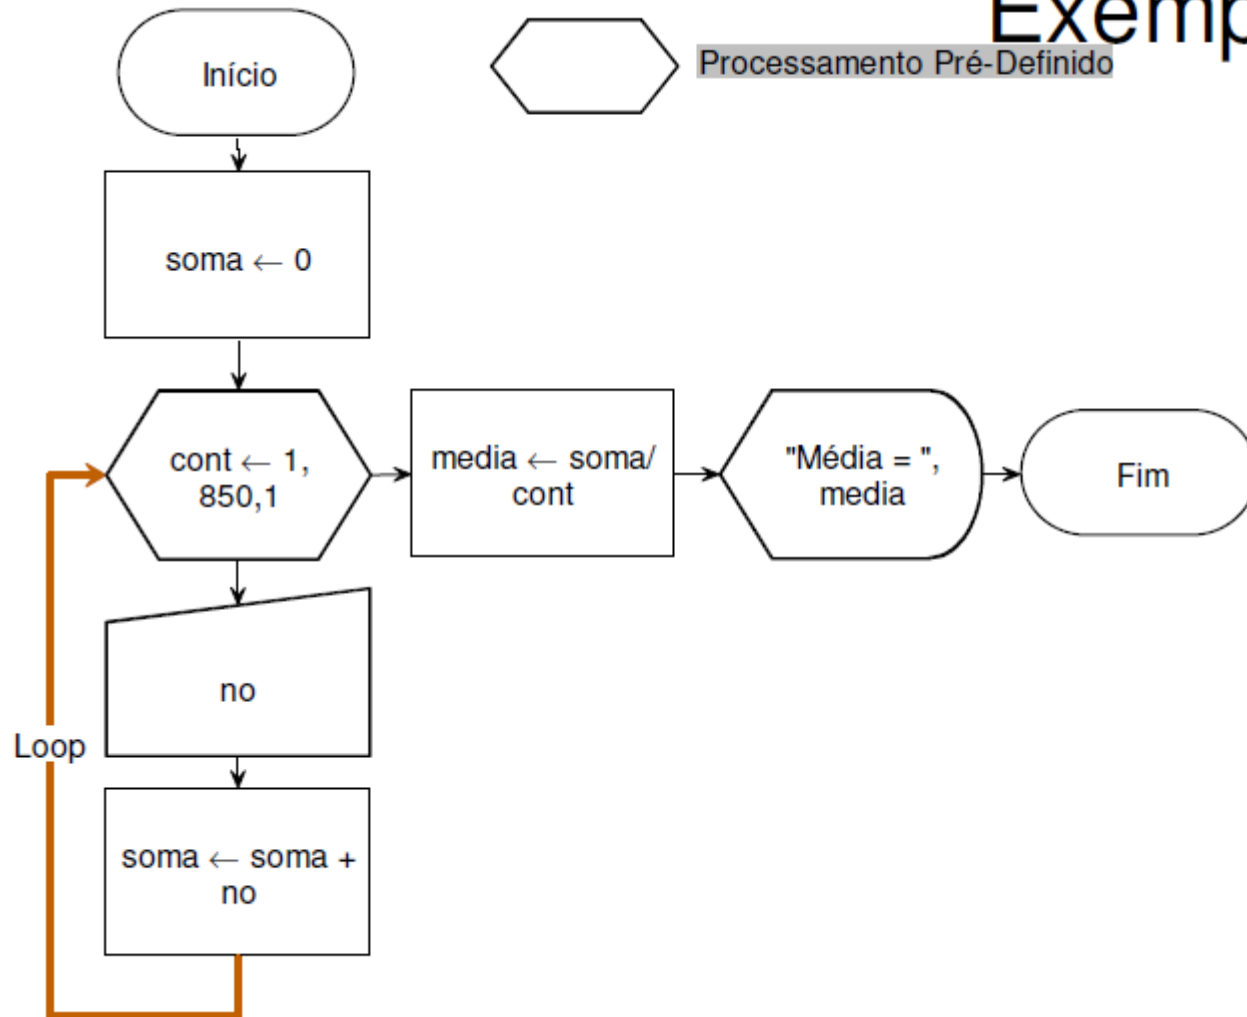 Exemp
Início
Processamento Pré-Definido
soma ← 0
cont ← 1,
850,1
media ← soma/
cont
"Média = ",
media
Fim
no
Loop
soma ← soma +
no